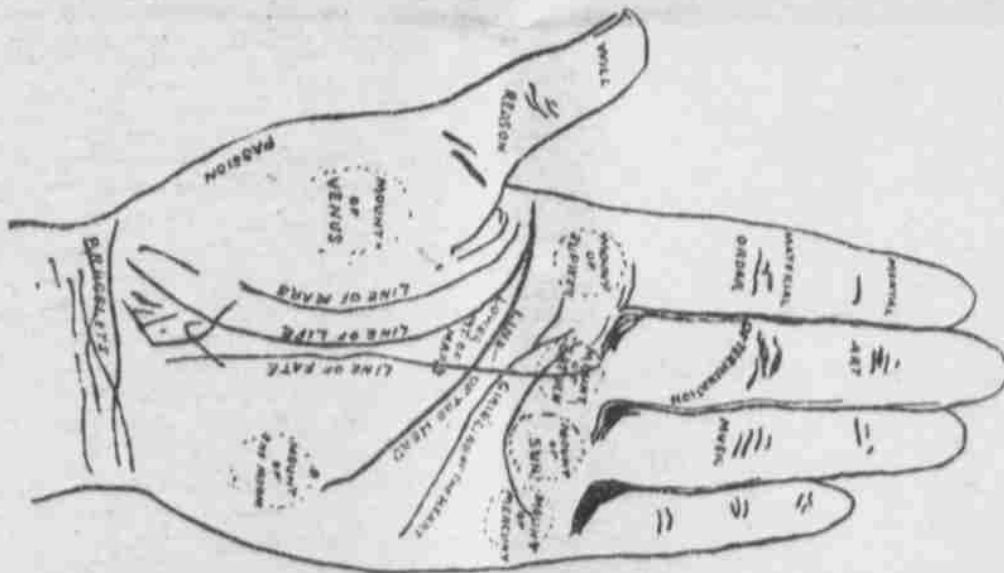 WILL
REASON
PASSION
MOUNT
OF
VENUS
BRACELETS
LINE OF MARS
LINE OF LIFE
LINE OF FATE
LINE
OF THE HEAD
MOUNT
OF
JUPITER
MOUNT
MOUNT
OF
SUN
MOUNT
OF
MERCURY
MOUNT
OF
THE MOON
MATERIAL
ORDER
MENTAL
DETERMINATION
ART
MUSIC